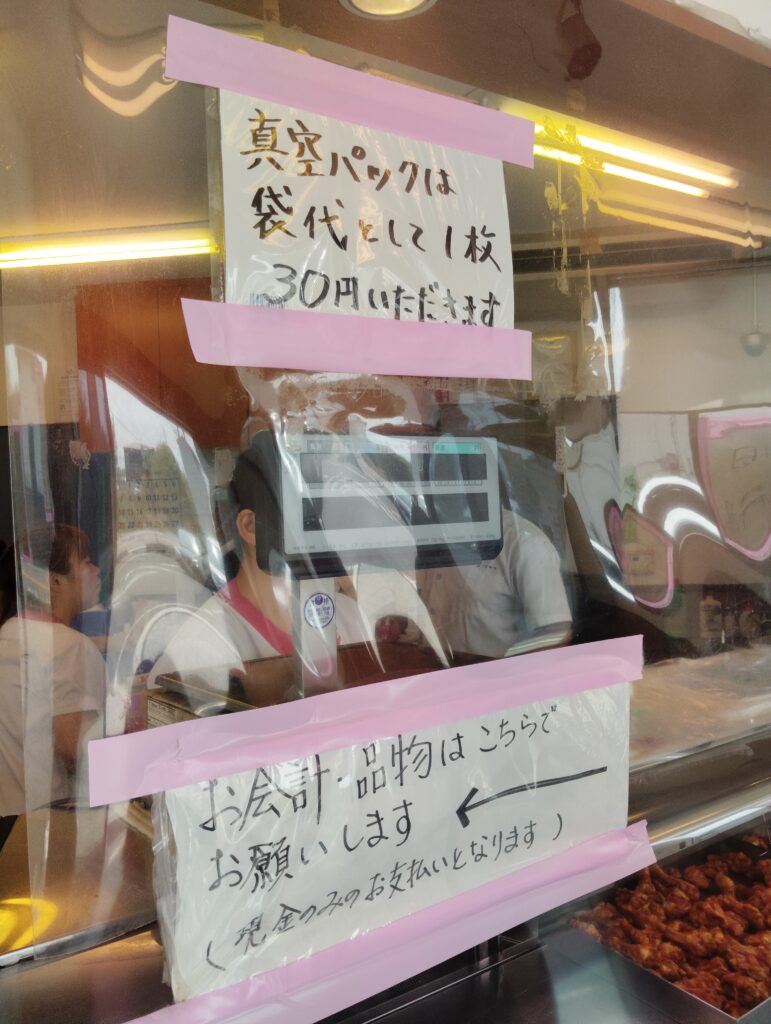 真空パックは
袋代として1枚
30円いただきます
お会計・品物はこちらで
お願いします
(現金のみのお支払いとなります)